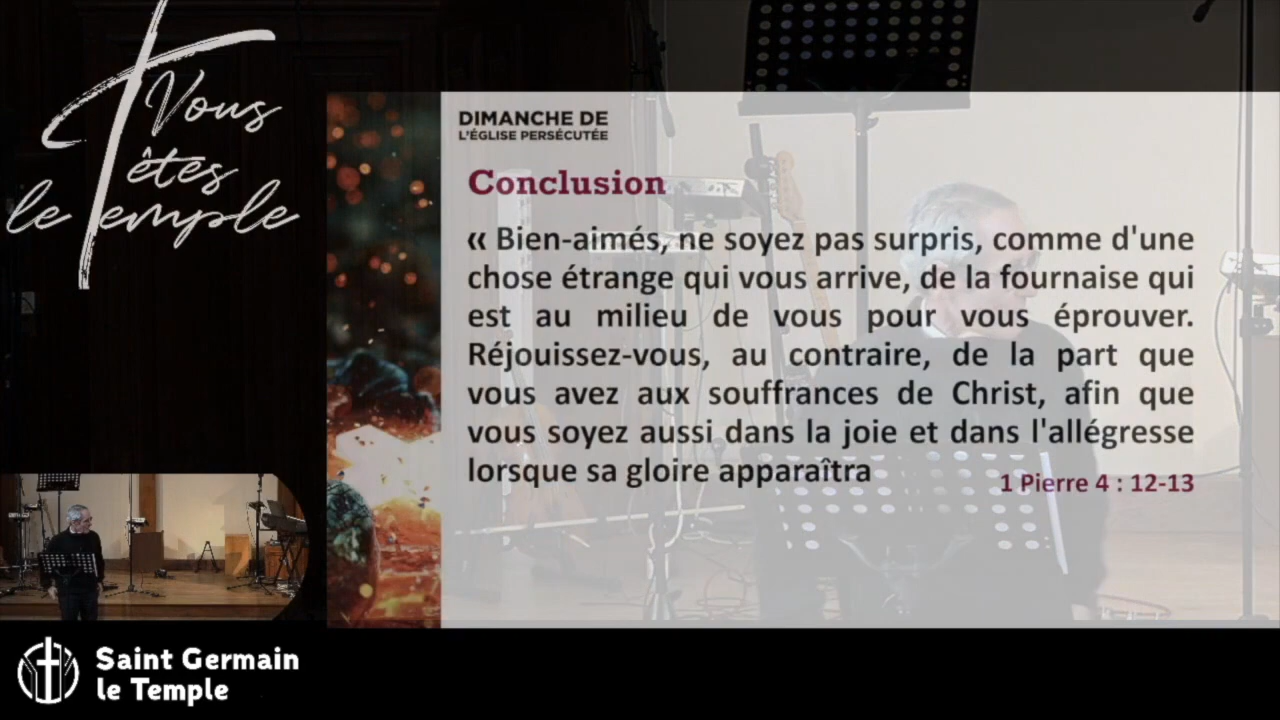 Vous
êtes
le Temple
DIMANCHE DE
L'ÉGLISE PERSÉCUTÉE
Conclusion
« Bien-aimés, ne soyez pas surpris, comme d'une
chose étrange qui vous arrive, de la fournaise qui
est au milieu de vous pour vous éprouver.
Réjouissez-vous, au contraire, de la part que
vous avez aux souffrances de Christ, afin que
vous soyez aussi dans la joie et dans l'allégresse
lorsque sa gloire apparaîtra
1 Pierre 4 : 12-13
Saint Germain
le Temple